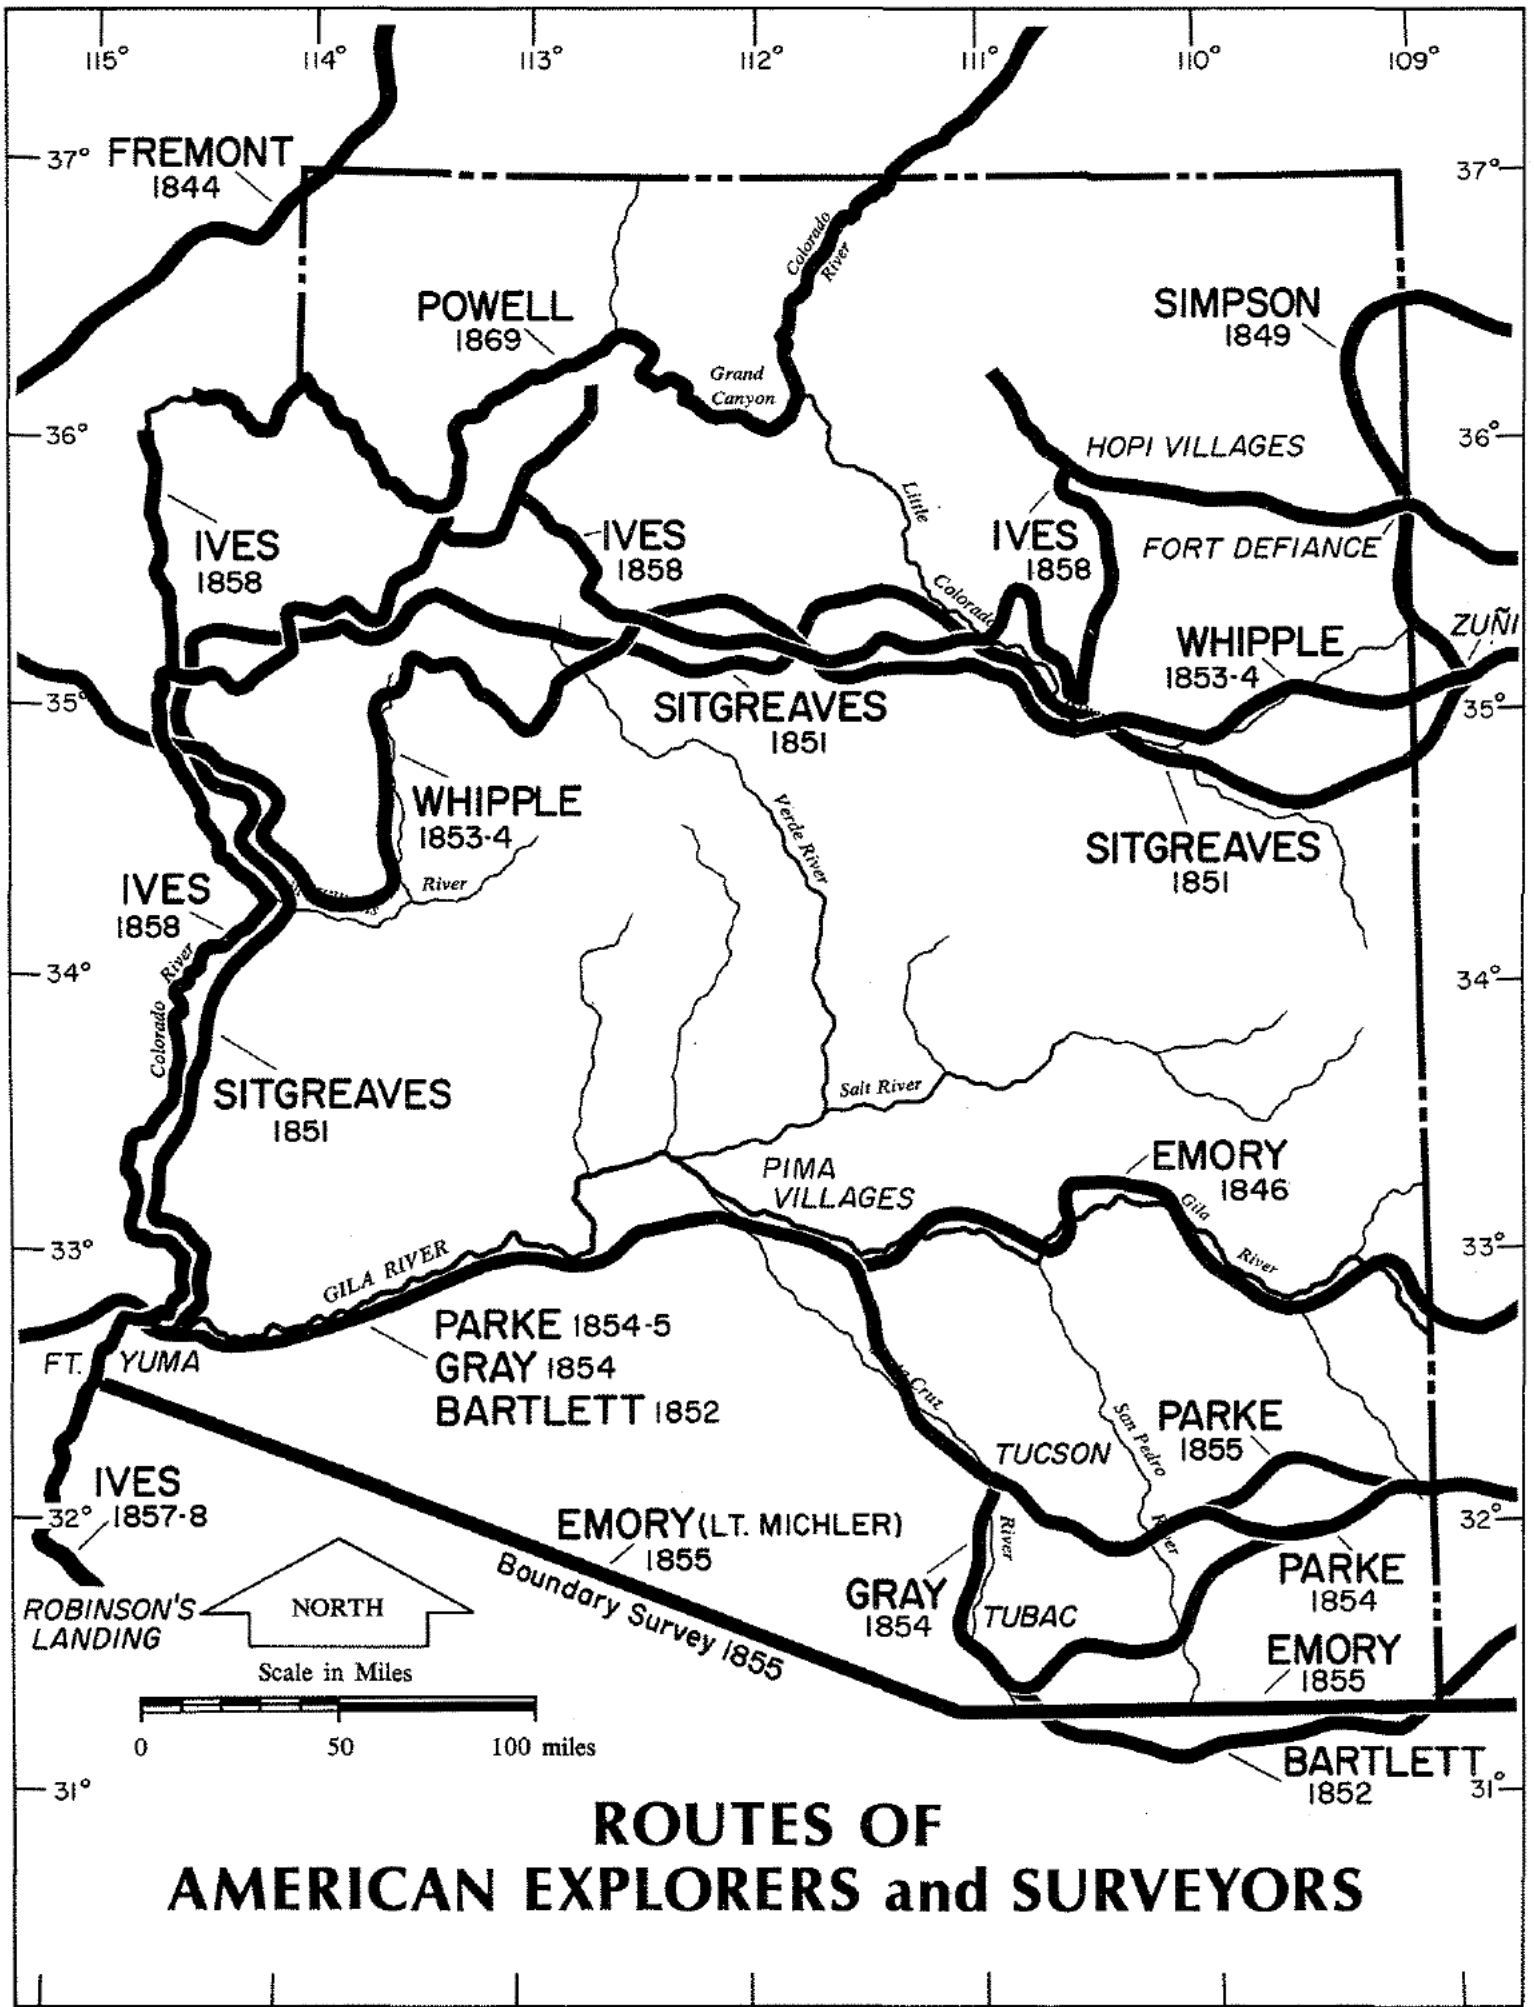 115°
114°
113°
112°
111°
110°
109°
37°
FREMONT
1844
37°
Colorado
River
POWELL
1869
SIMPSON
1849
Grand
Canyon
36°
HOPI VILLAGES
36°
Little
IVES
1858
IVES
1858
IVES
1858
FORT DEFIANCE
Colorado
ZUÑI
WHIPPLE
1853-4
35°
SITGREAVES
1851
35°
WHIPPLE
1853-4
Verde River
SITGREAVES
1851
IVES
1858
River
River
Colorado
34°
34°
SITGREAVES
1851
Salt River
PIMA
VILLAGES
EMORY
1846
Gila
River
33°
33°
GILA RIVER
PARKE 1854-5
GRAY 1854
BARTLETT 1852
FT. YUMA
Cruz
San Pedro
River
PARKE
1855
TUCSON
IVES
1857-8
32°
EMORY (LT. MICHLER)
1855
River
32°
Boundary Survey 1855
GRAY
1854
TUBAC
PARKE
1854
ROBINSON'S
LANDING
NORTH
EMORY
1855
Scale in Miles
0 50 100 miles
BARTLETT
1852
31°
31°
ROUTES OF
AMERICAN EXPLORERS and SURVEYORS